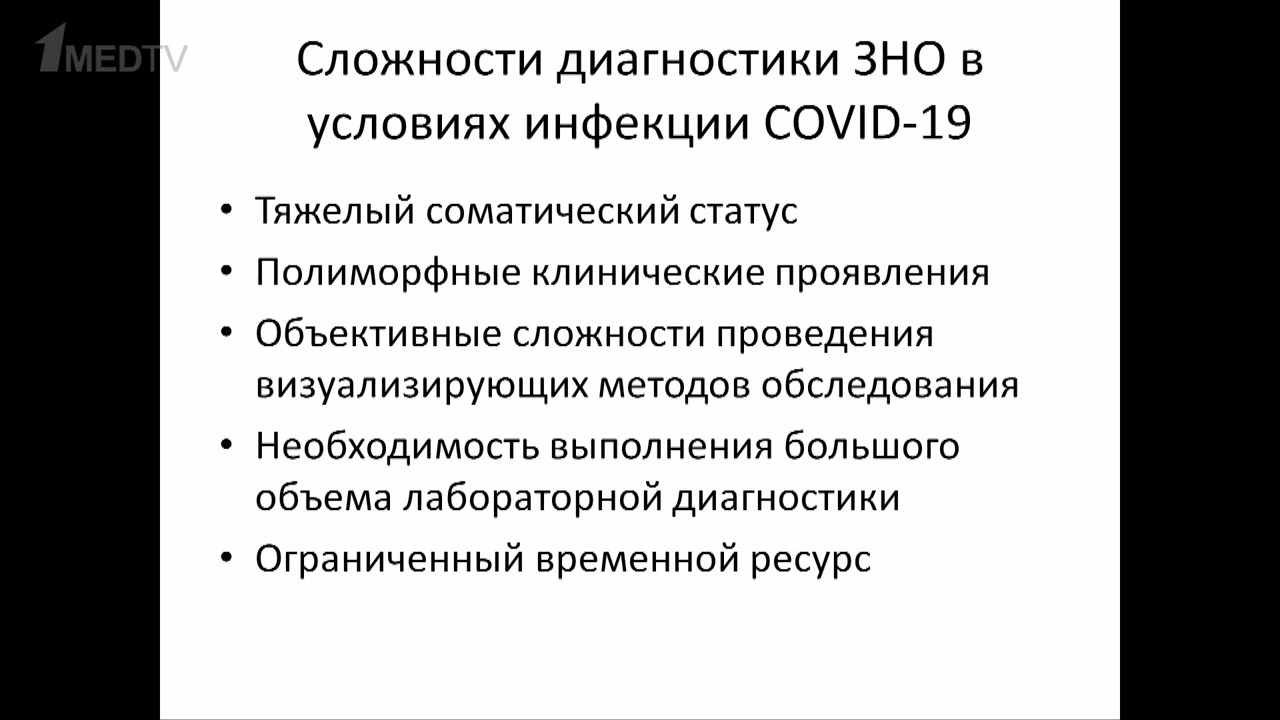 1MEDTV
Сложности диагностики ЗНО в
условиях инфекции COVID-19
• Тяжелый соматический статус
• Полиморфные клинические проявления
• Объективные сложности проведения
визуализирующих методов обследования
• Необходимость выполнения большого
объема лабораторной диагностики
• Ограниченный временной ресурс